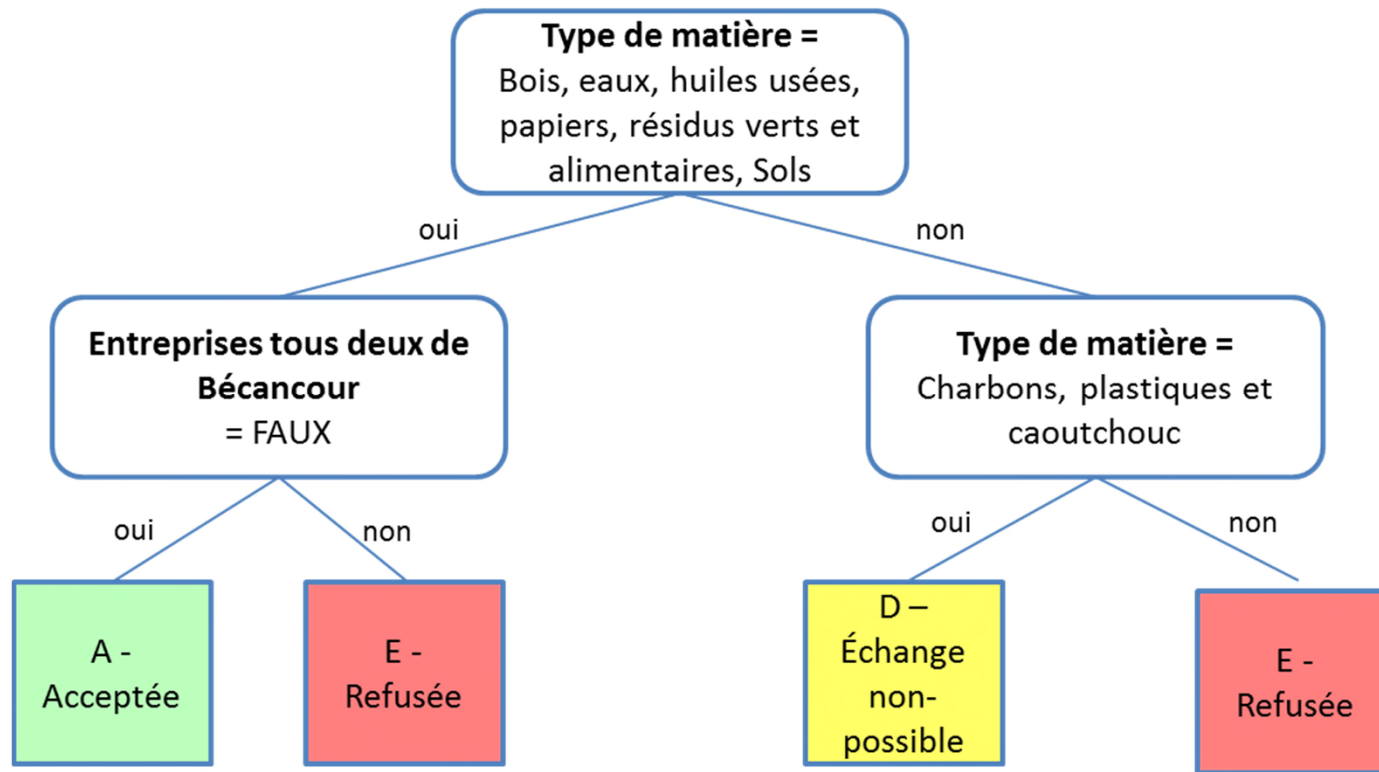 Type de matière =
Bois, eaux, huiles usées,
papiers, résidus verts et
alimentaires, Sols
oui
non
Entreprises tous deux de
Bécancour
= FAUX
Type de matière =
Charbons, plastiques et
caoutchouc
oui
non
oui
non
A -
Acceptée
E -
Refusée
D –
Échange
non-
possible
E -
Refusée